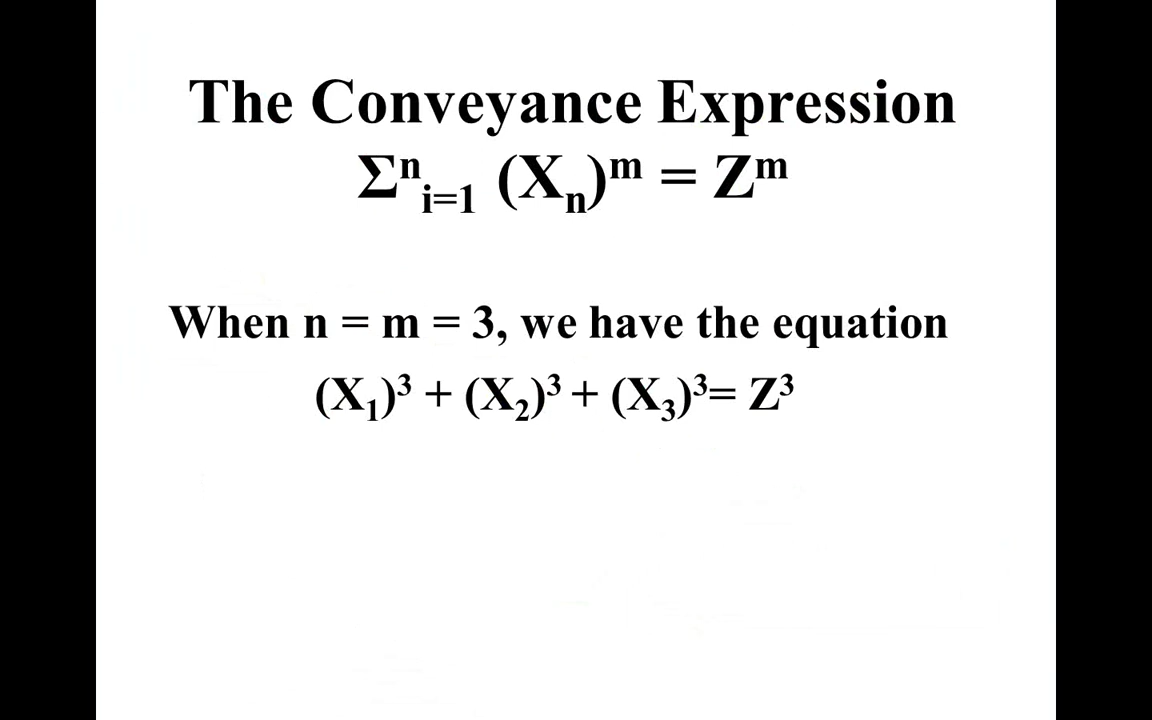 The Conveyance Expression
Σⁿᵢ₌₁ (Xₙ)ᵐ = Zᵐ
When n = m = 3, we have the equation
(X₁)³ + (X₂)³ + (X₃)³= Z³